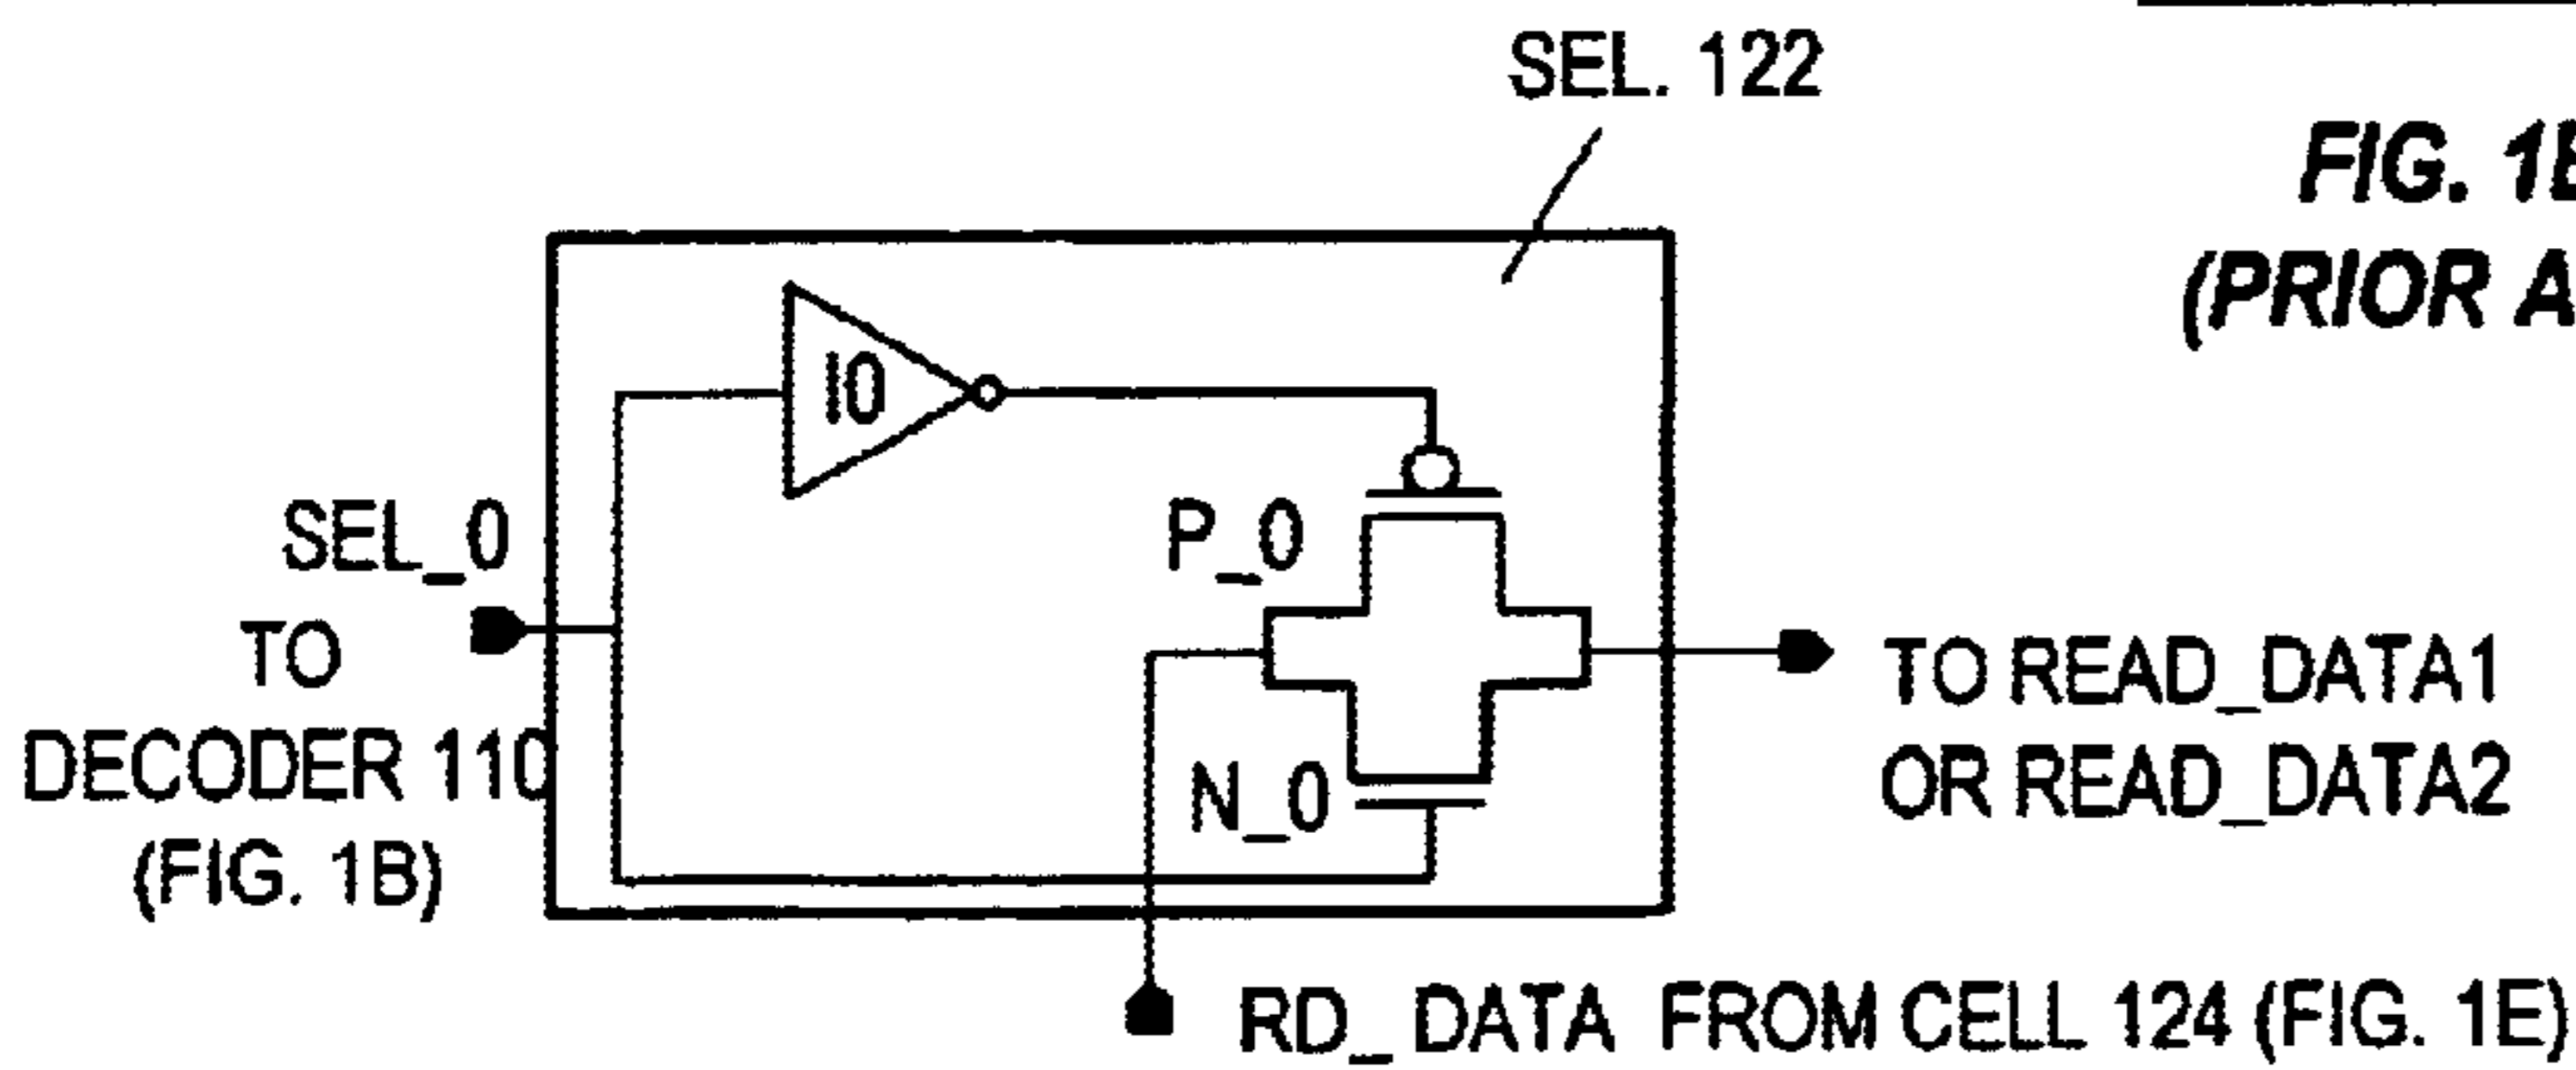 SEL. 122
FIG. 1
(PRIOR A
I0
SEL_0
P_0
TO
DECODER 110
(FIG. 1B)
N_0
TO READ_DATA1
OR READ_DATA2
RD_ DATA FROM CELL 124 (FIG. 1E)